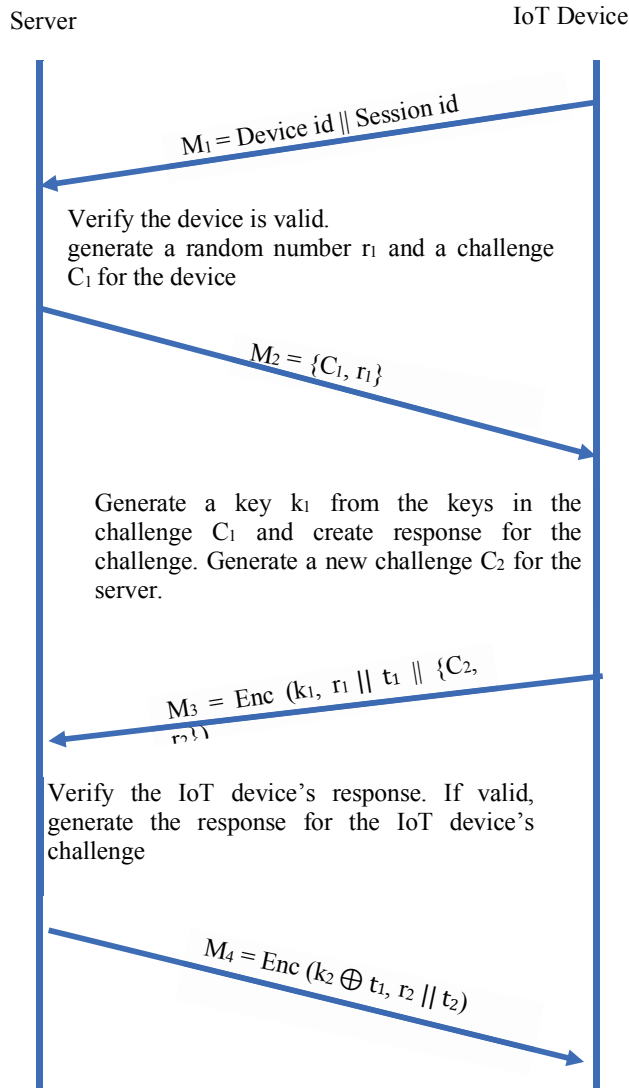 Server
IoT Device
M₁ = Device id || Session id
Verify the device is valid.
generate a random number r₁ and a challenge
C₁ for the device
M₂ = {C₁, r₁}
Generate a key k₁ from the keys in the
challenge C₁ and create response for the
challenge. Generate a new challenge C₂ for the
server.
M₃ = Enc (k₁, r₁ || t₁ || {C₂,
r₂})
Verify the IoT device’s response. If valid,
generate the response for the IoT device’s
challenge
M₄ = Enc (k₂ ⊕ t₁, r₂ || t₂)